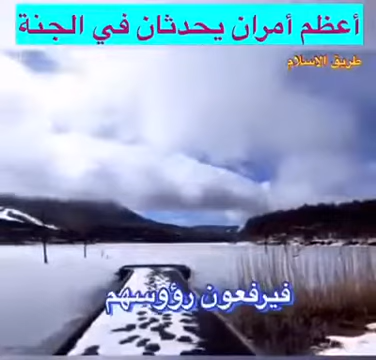 أعظم أمران يحدثان في الجنة
طريق الاسلام
فيرفعون رؤوسهم